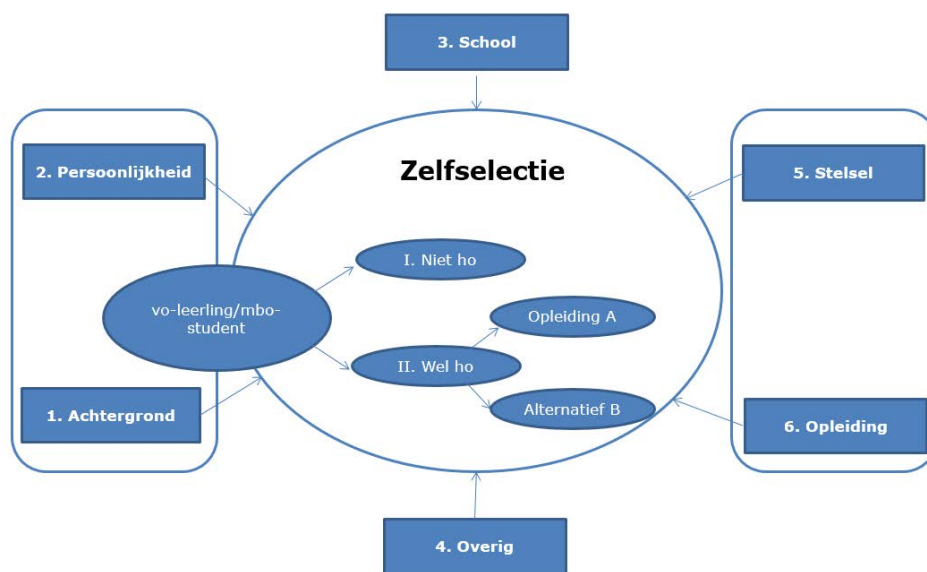 3. School
2. Persoonlijkheid
Zelfselectie
5. Stelsel
I. Niet ho
vo-leerling/mbo-
student
Opleiding A
II. Wel ho
1. Achtergrond
Alternatief B
6. Opleiding
4. Overig